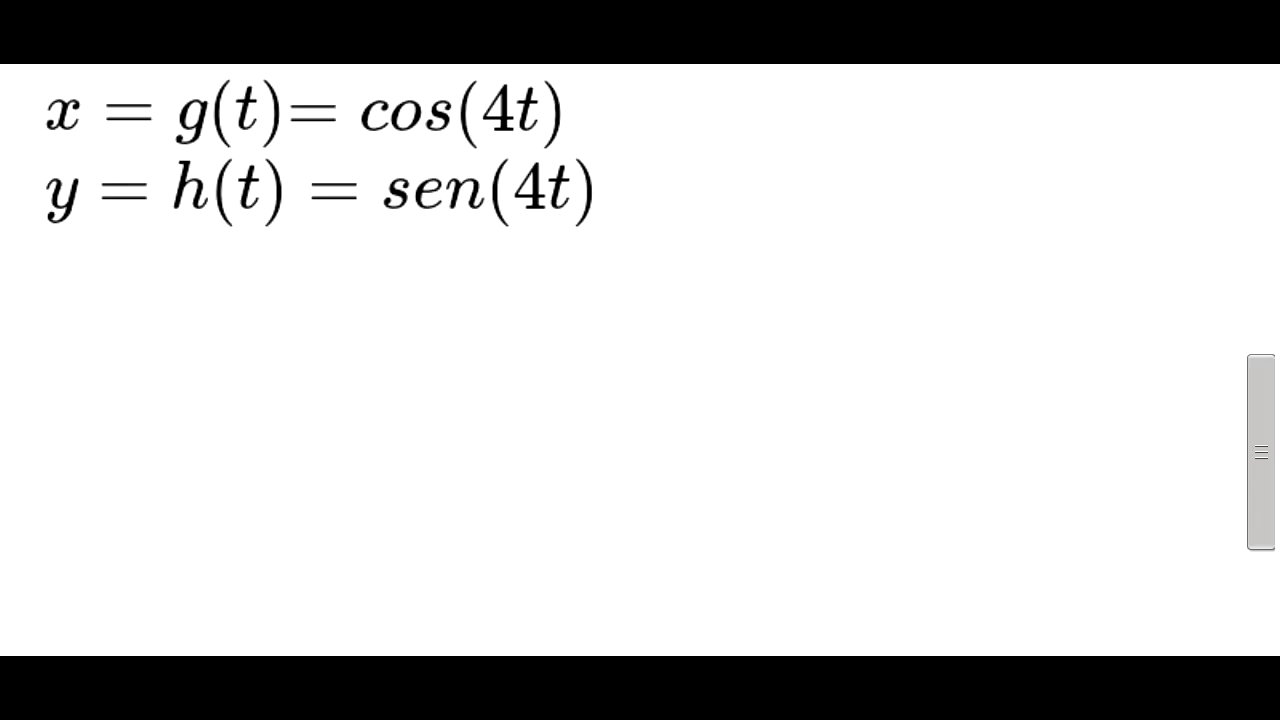 x = g(t)= cos(4t)
y = h(t) = sen(4t)